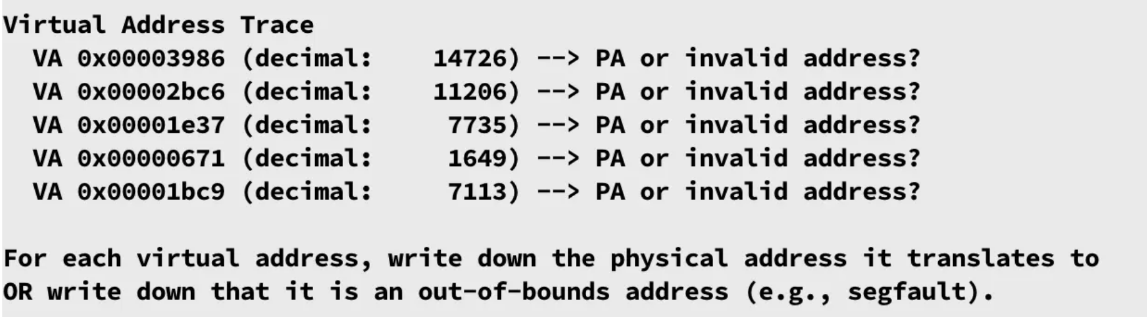 Virtual Address Trace
VA 0x00003986 (decimal: 14726) --> PA or invalid address?
VA 0x00002bc6 (decimal: 11206) --> PA or invalid address?
VA 0x00001e37 (decimal: 7735) --> PA or invalid address?
VA 0x00000671 (decimal: 1649) --> PA or invalid address?
VA 0x00001bc9 (decimal: 7113) --> PA or invalid address?
For each virtual address, write down the physical address it translates to
OR write down that it is an out-of-bounds address (e.g., segfault).